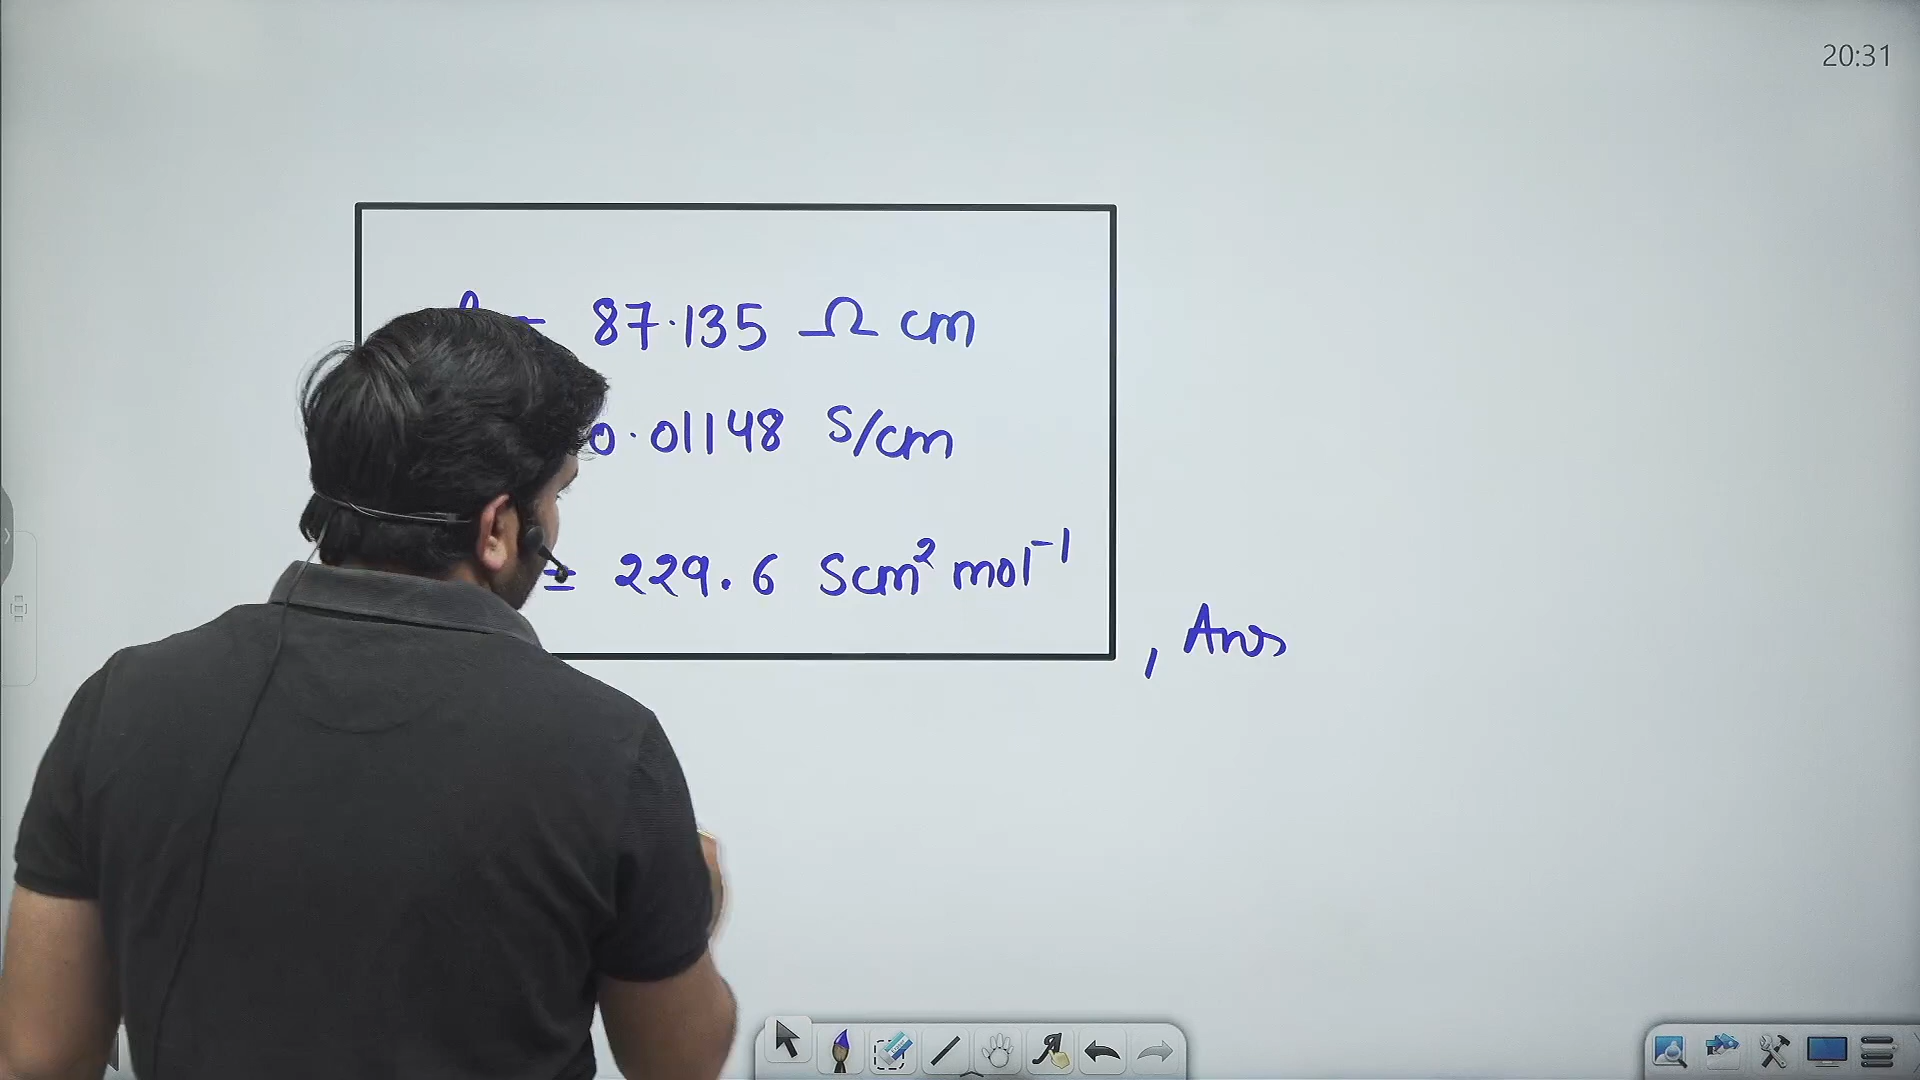 20:31
= 87.135 Ω cm
0.01148 S/cm
= 229.6 Scm² mol⁻¹
, Ans